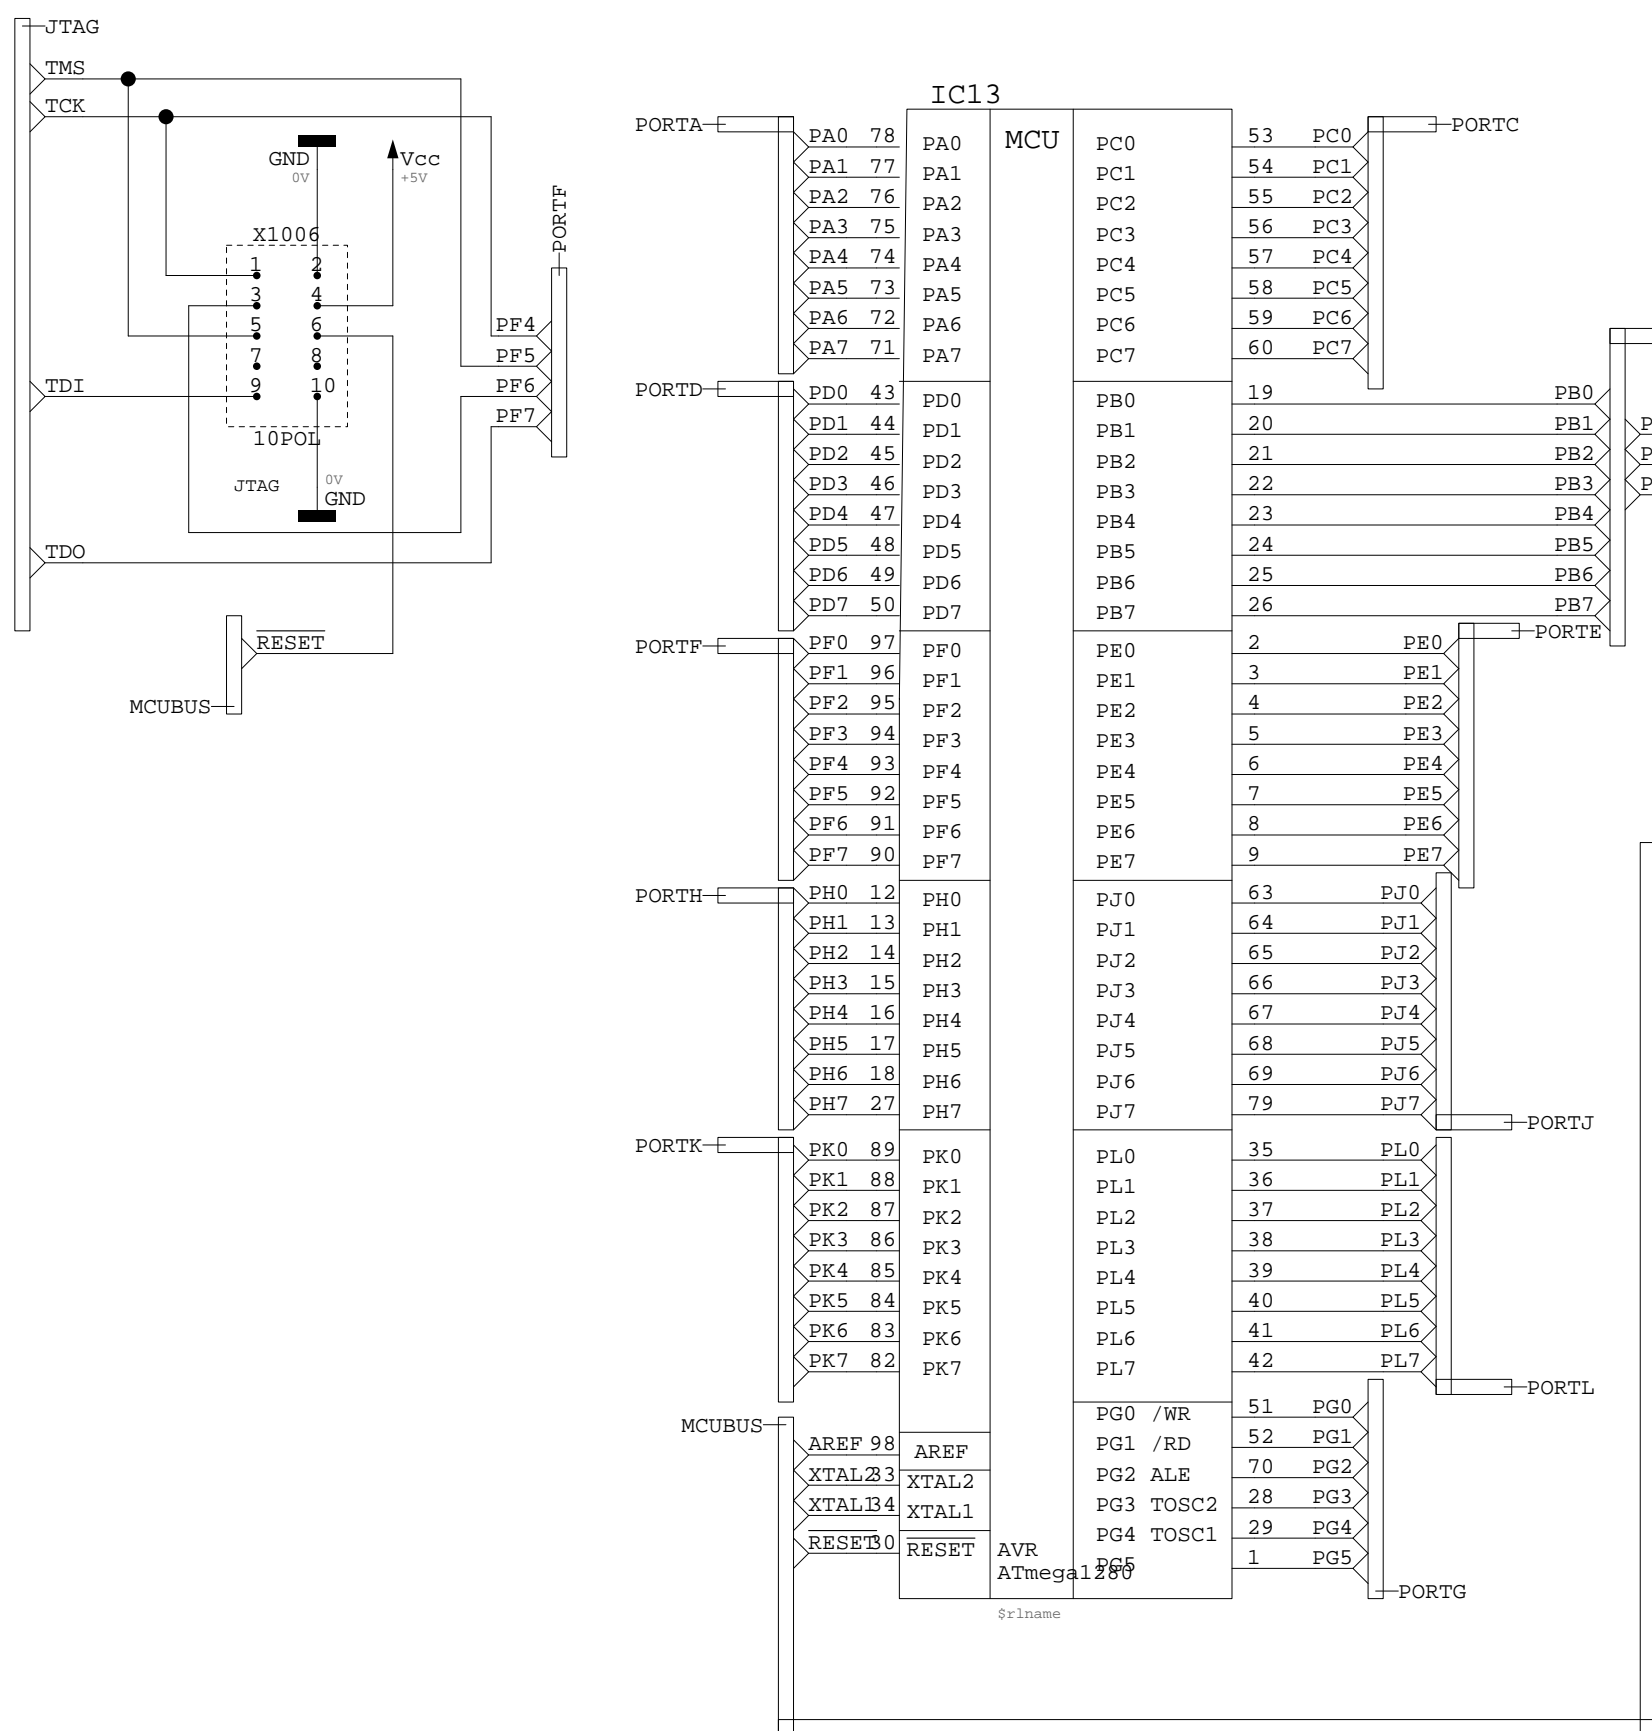 JTAG
TMS
TCK
GND
0V
Vcc
+5V
X1006
1 2
3 4
5 6
7 8
9 10
10POL
JTAG
0V
GND
TDI
TDO
RESET
MCUBUS
PORTF
PF4
PF5
PF6
PF7
IC13
MCU
PORTA
PA0 78 PA0
PA1 77 PA1
PA2 76 PA2
PA3 75 PA3
PA4 74 PA4
PA5 73 PA5
PA6 72 PA6
PA7 71 PA7
PORTD
PD0 43 PD0
PD1 44 PD1
PD2 45 PD2
PD3 46 PD3
PD4 47 PD4
PD5 48 PD5
PD6 49 PD6
PD7 50 PD7
PORTF
PF0 97 PF0
PF1 96 PF1
PF2 95 PF2
PF3 94 PF3
PF4 93 PF4
PF5 92 PF5
PF6 91 PF6
PF7 90 PF7
PORTH
PH0 12 PH0
PH1 13 PH1
PH2 14 PH2
PH3 15 PH3
PH4 16 PH4
PH5 17 PH5
PH6 18 PH6
PH7 27 PH7
PORTK
PK0 89 PK0
PK1 88 PK1
PK2 87 PK2
PK3 86 PK3
PK4 85 PK4
PK5 84 PK5
PK6 83 PK6
PK7 82 PK7
MCUBUS
AREF 98 AREF
XTAL2 33 XTAL2
XTAL1 34 XTAL1
RESET 30 RESET
AVR
ATmega1280
$rlname
PORTC
PC0 53 PC0
PC1 54 PC1
PC2 55 PC2
PC3 56 PC3
PC4 57 PC4
PC5 58 PC5
PC6 59 PC6
PC7 60 PC7
PB0 19 PB0
PB1 20 PB1 P
PB2 21 PB2 P
PB3 22 PB3 P
PB4 23 PB4
PB5 24 PB5
PB6 25 PB6
PB7 26 PB7
PORTE
PE0 2 PE0
PE1 3 PE1
PE2 4 PE2
PE3 5 PE3
PE4 6 PE4
PE5 7 PE5
PE6 8 PE6
PE7 9 PE7
PJ0 63 PJ0
PJ1 64 PJ1
PJ2 65 PJ2
PJ3 66 PJ3
PJ4 67 PJ4
PJ5 68 PJ5
PJ6 69 PJ6
PJ7 79 PJ7
PORTJ
PL0 35 PL0
PL1 36 PL1
PL2 37 PL2
PL3 38 PL3
PL4 39 PL4
PL5 40 PL5
PL6 41 PL6
PL7 42 PL7
PORTL
PG0 /WR 51 PG0
PG1 /RD 52 PG1
PG2 ALE 70 PG2
PG3 TOSC2 28 PG3
PG4 TOSC1 29 PG4
PG5 1 PG5
PORTG